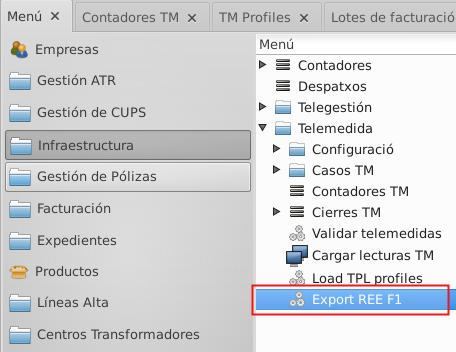 Menú
Contadores TM
TM Profiles
Lotes de facturació
Empresas
Gestión ATR
Gestión de CUPS
Infraestructura
Gestión de Pólizas
Facturación
Expedientes
Productos
Líneas Alta
Centros Transformadores
Menú
Contadores
Despatxos
Telegestión
Telemedida
Configuració
Casos TM
Contadores TM
Cierres TM
Validar telemedidas
Cargar lecturas TM
Load TPL profiles
Export REE F1